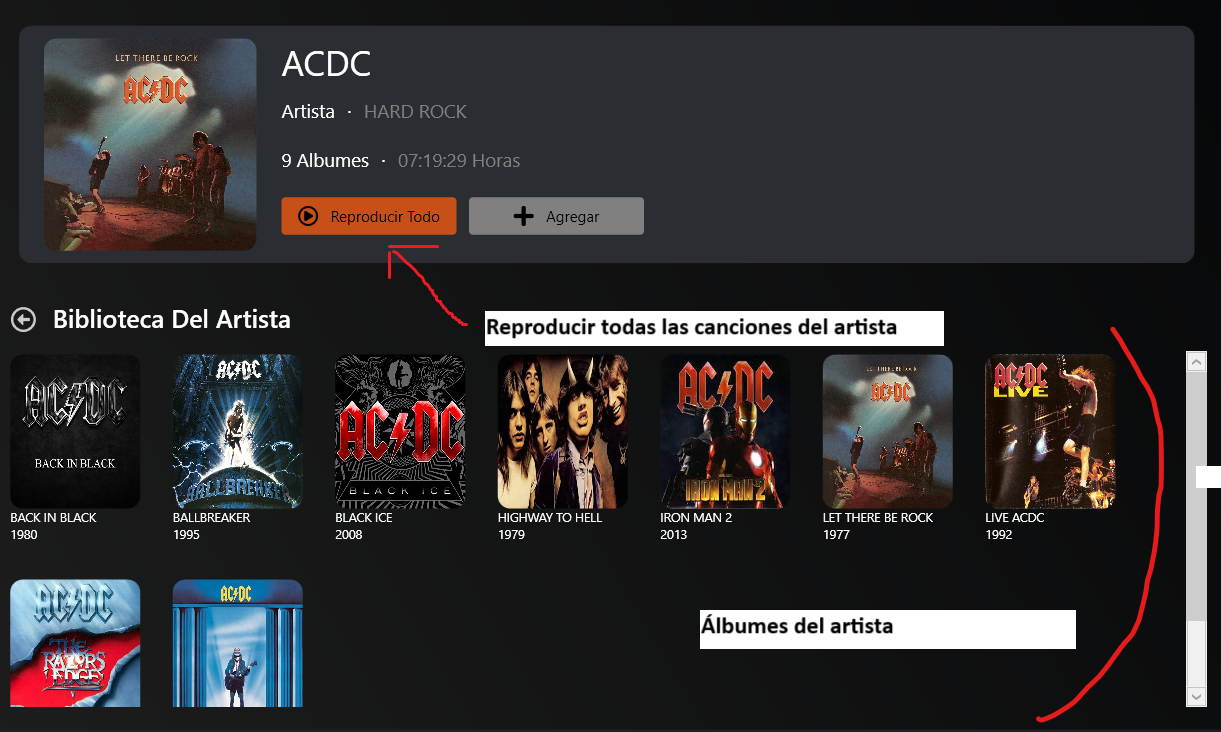 LET THERE BE ROCK
AC/DC
ACDC
Artista · HARD ROCK
9 Albumes · 07:19:29 Horas
Reproducir Todo
Agregar
Biblioteca Del Artista
Reproducir todas las canciones del artista
AC/DC
BACK IN BLACK
BACK IN BLACK
1980
AC/DC
BALLBREAKER
BALLBREAKER
1995
AC/DC
BLACK ICE
BLACK ICE
2008
HIGHWAY TO HELL
1979
AC/DC
IRON MAN 2
IRON MAN 2
2013
LET THERE BE ROCK
AC/DC
LET THERE BE ROCK
1977
AC/DC
LIVE
LIVE ACDC
1992
AC/DC
THE
RAZORS
EDGE
AC/DC
Álbumes del artista